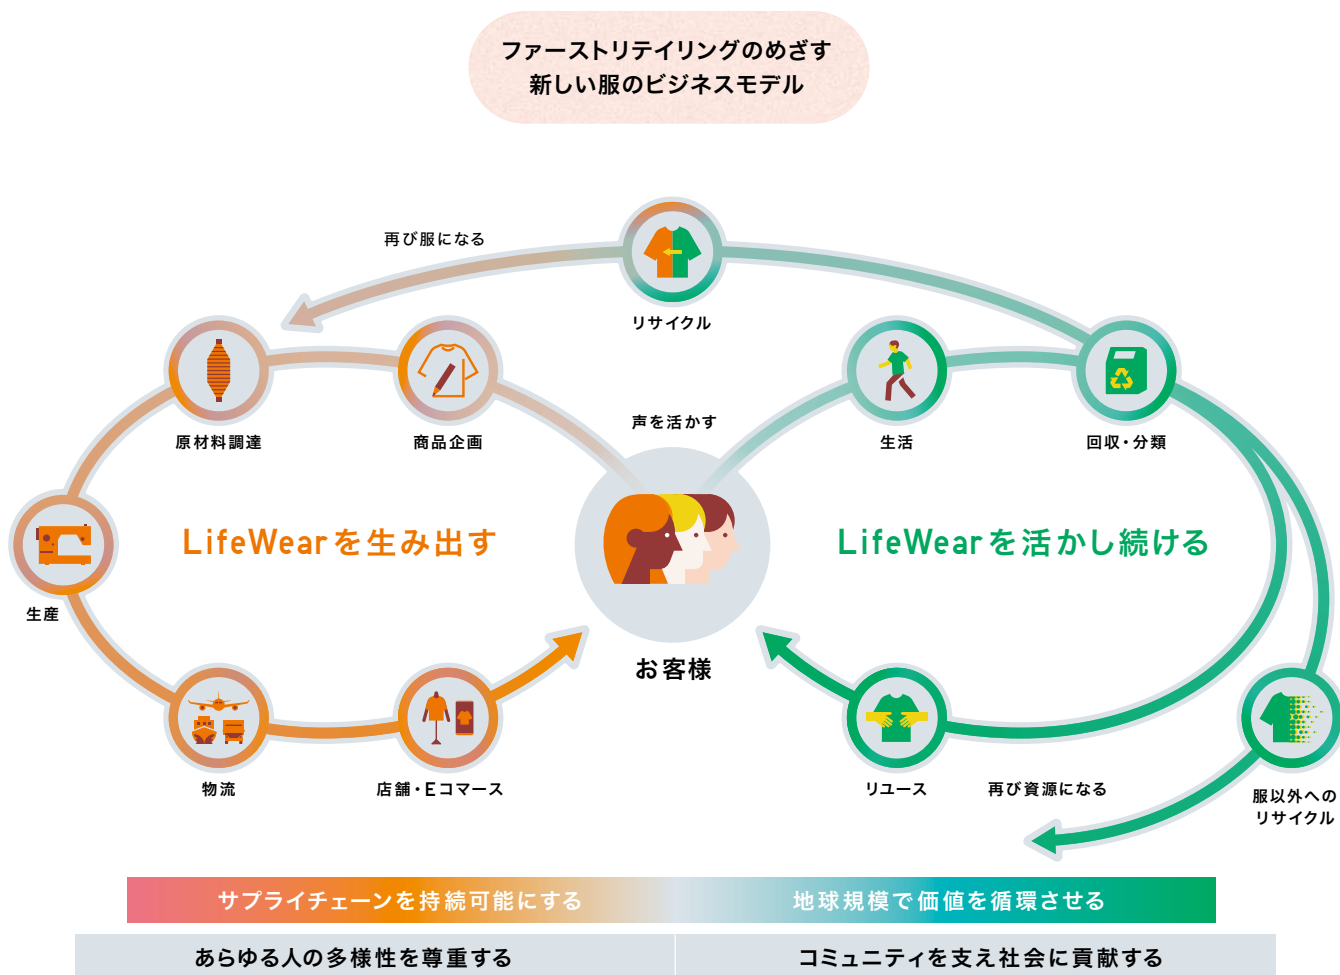 ファーストリテイリングのめざす
新しい服のビジネスモデル
再び服になる
リサイクル
原材料調達
商品企画
声を活かす
生活
回収・分類
LifeWearを生み出す
LifeWearを活かし続ける
生産
お客様
物流
店舗・Eコマース
リユース
再び資源になる
服以外への
リサイクル
サプライチェーンを持続可能にする
地球規模で価値を循環させる
あらゆる人の多様性を尊重する
コミュニティを支え社会に貢献する